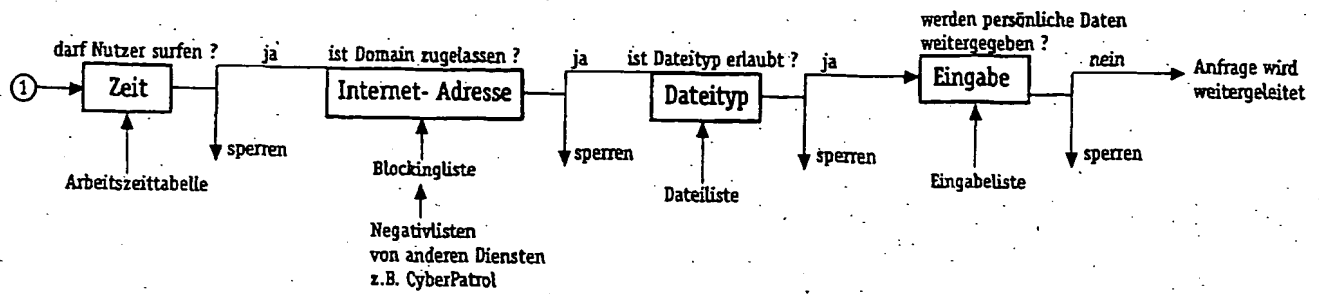 darf Nutzer surfen ?
ja
ist Domain zugelassen ?
ja
ist Dateityp erlaubt ?
ja
werden persönliche Daten
weitergegeben ?
nein
1
Zeit
Internet- Adresse
Dateityp
Eingabe
Anfrage wird
weitergeleitet
sperren
sperren
sperren
sperren
Arbeitszeittabelle
Blockingliste
Dateiliste
Eingabeliste
Negativlisten
von anderen Diensten
z.B. CyberPatrol